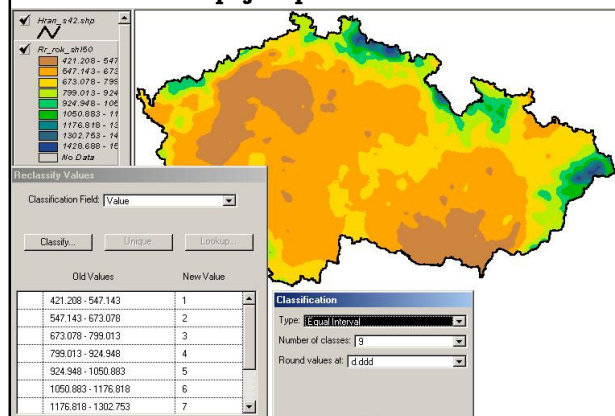 Hran_s42.shp
Rr_rok_shl50
421.208 - 547
547.143 - 673
673.078 - 799
799.013 - 924
924.948 - 105
1050.883 - 11
1176.818 - 13
1302.753 - 14
1428.688 - 15
No Data
Reclassify Values
Classification Field: Value
Classify... Unique Lookup...
Old Values New Value
421.208 - 547.143 1
547.143 - 673.078 2
673.078 - 799.013 3
799.013 - 924.948 4
924.948 - 1050.883 5
1050.883 - 1176.818 6
1176.818 - 1302.753 7
Classification
Type: Equal Interval
Number of classes: 9
Round values at: d.ddd